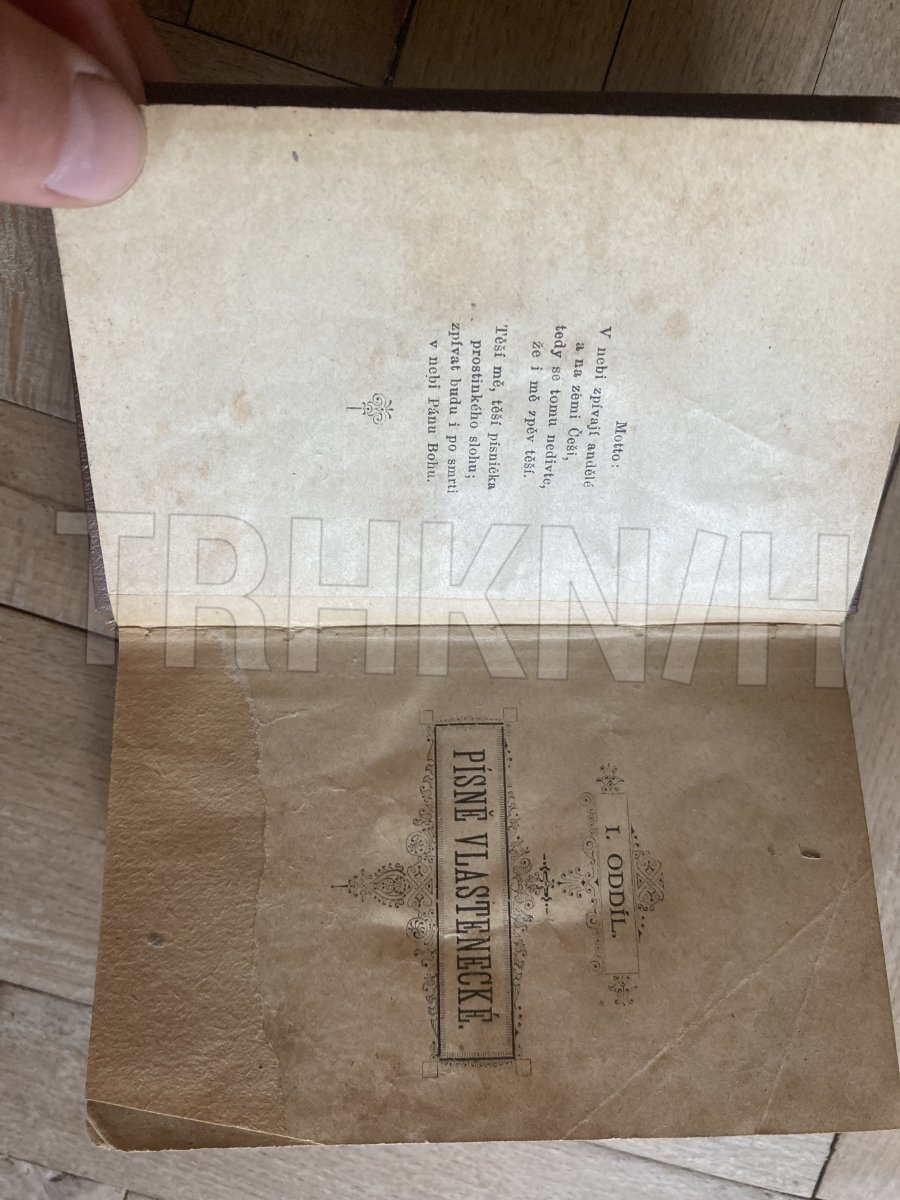 Motto:
V nebi zpívají andělé
a na zemi Češi,
tedy se tomu nedivte,
že i mě zpěv těší.
Těší mě, těší písnička
prostinkého slohu;
zpívat budu i po smrti
v nebi Pánu Bohu.
I. ODDÍL.
PÍSNĚ VLASTENECKÉ.
TRHKN/H